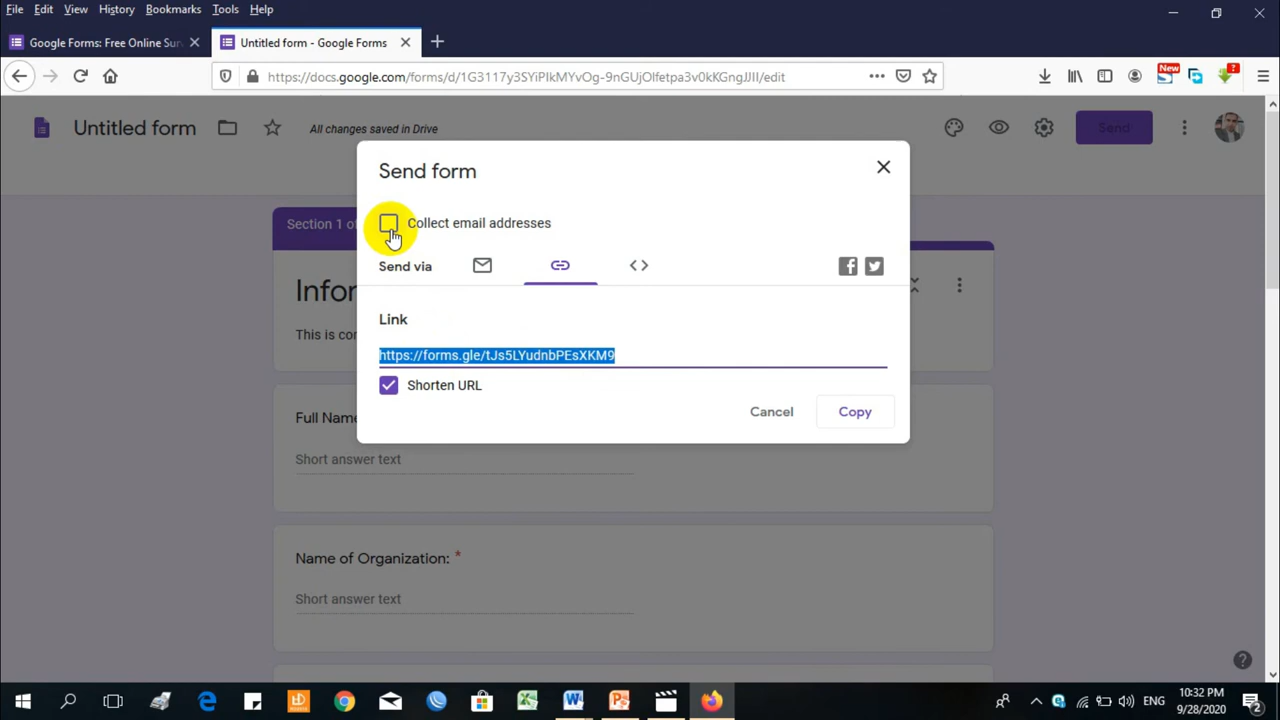 File Edit View History Bookmarks Tools Help
Google Forms: Free Online Sur
Untitled form - Google Forms
https://docs.google.com/forms/d/1G3117y3SYiPIkMYvOg-9nGUjOlfetpa3v0kKGngJJII/edit
New
?
Untitled form
All changes saved in Drive
Send
Send form
Collect email addresses
Section 1 of
Send via
Infor
This is con
Link
https://forms.gle/tJs5LYudnbPEsXKM9
Shorten URL
Cancel
Copy
Full Name
Short answer text
Name of Organization: *
Short answer text
ENG
10:32 PM
9/28/2020
2